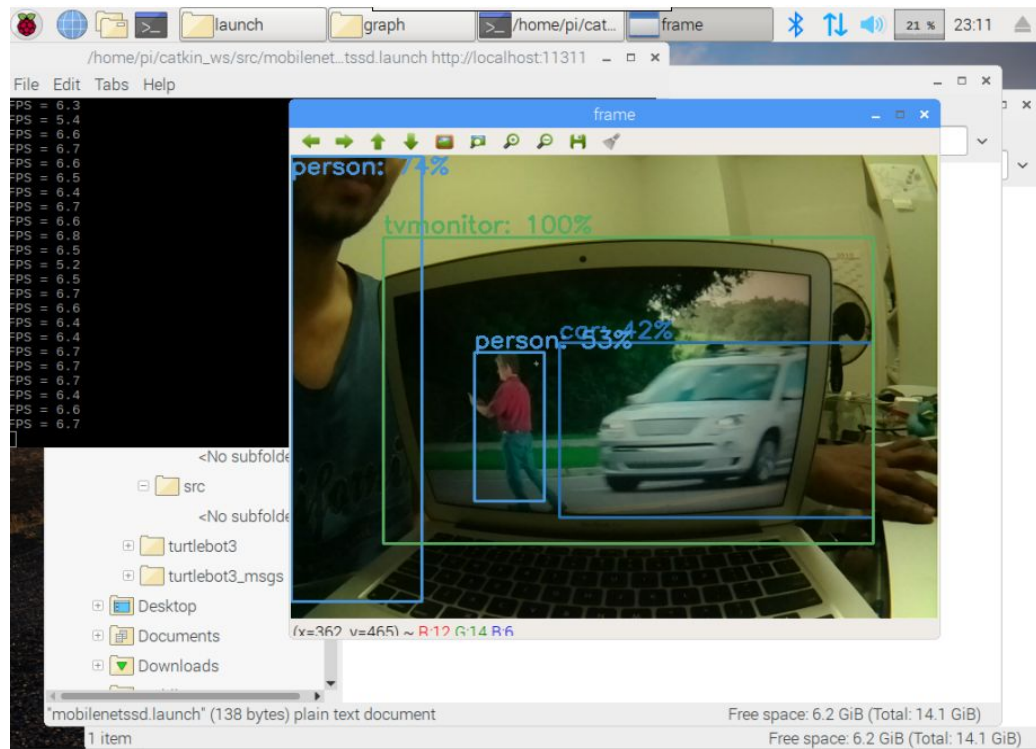 launch
graph
/home/pi/cat...
frame
21 %
23:11
/home/pi/catkin_ws/src/mobilenet...tssd.launch http://localhost:11311
File Edit Tabs Help
FPS = 6.3
FPS = 5.4
FPS = 6.6
FPS = 6.7
FPS = 6.6
FPS = 6.5
FPS = 6.4
FPS = 6.7
FPS = 6.6
FPS = 6.8
FPS = 6.5
FPS = 5.2
FPS = 6.5
FPS = 6.7
FPS = 6.6
FPS = 6.4
FPS = 6.4
FPS = 6.7
FPS = 6.7
FPS = 6.7
FPS = 6.4
FPS = 6.6
FPS = 6.7
frame
person: 74%
tvmonitor: 100%
car: 42%
person: 53%
(x=362, y=465) ~ R:12 G:14 B:6
<No subfolde
src
<No subfolde
turtlebot3
turtlebot3_msgs
Desktop
Documents
Downloads
"mobilenetssd.launch" (138 bytes) plain text document
Free space: 6.2 GiB (Total: 14.1 GiB)
1 item
Free space: 6.2 GiB (Total: 14.1 GiB)